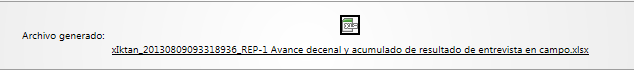 Archivo generado:
xIktan_20130809093318936_REP-1 Avance decenal y acumulado de resultado de entrevista en campo.xlsx